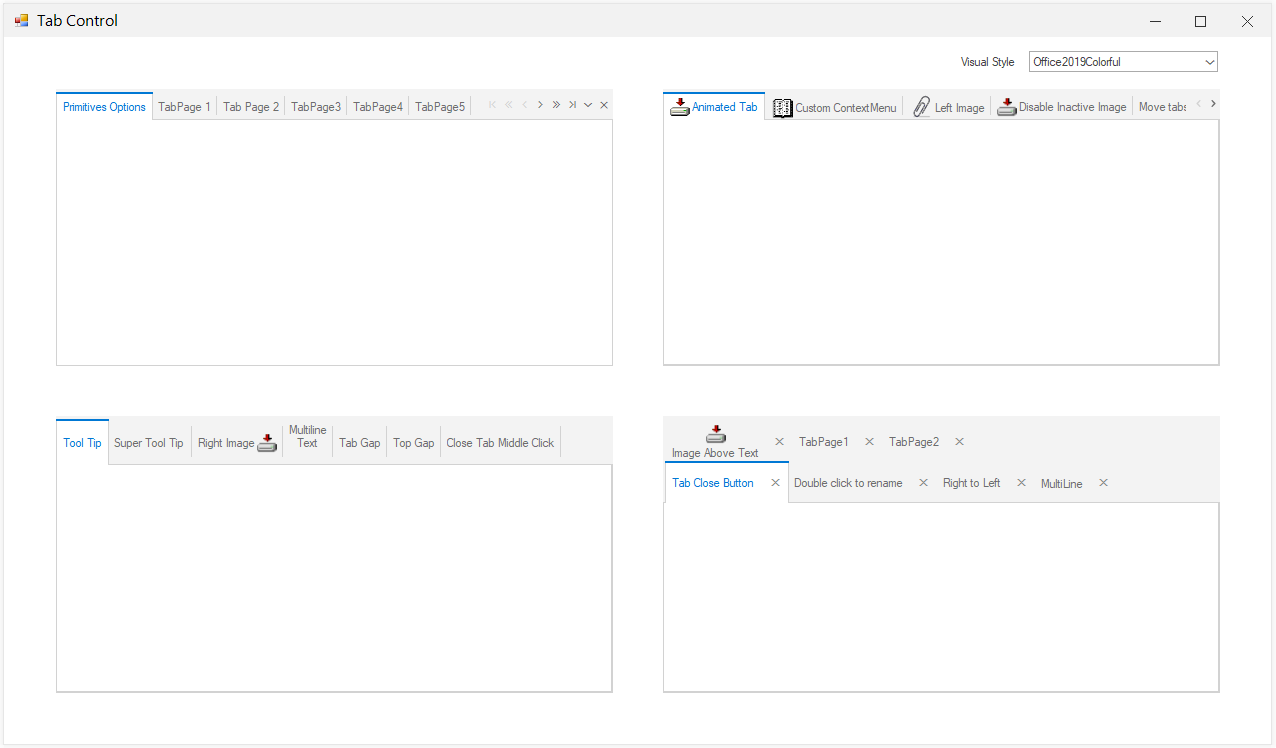 Tab Control
Visual Style Office2019Colorful
Primitives Options TabPage 1 Tab Page 2 TabPage3 TabPage4 TabPage5
Animated Tab Custom ContextMenu Left Image Disable Inactive Image Move tabs
Tool Tip Super Tool Tip Right Image Multiline Text Tab Gap Top Gap Close Tab Middle Click
Image Above Text TabPage1 TabPage2
Tab Close Button Double click to rename Right to Left MultiLine